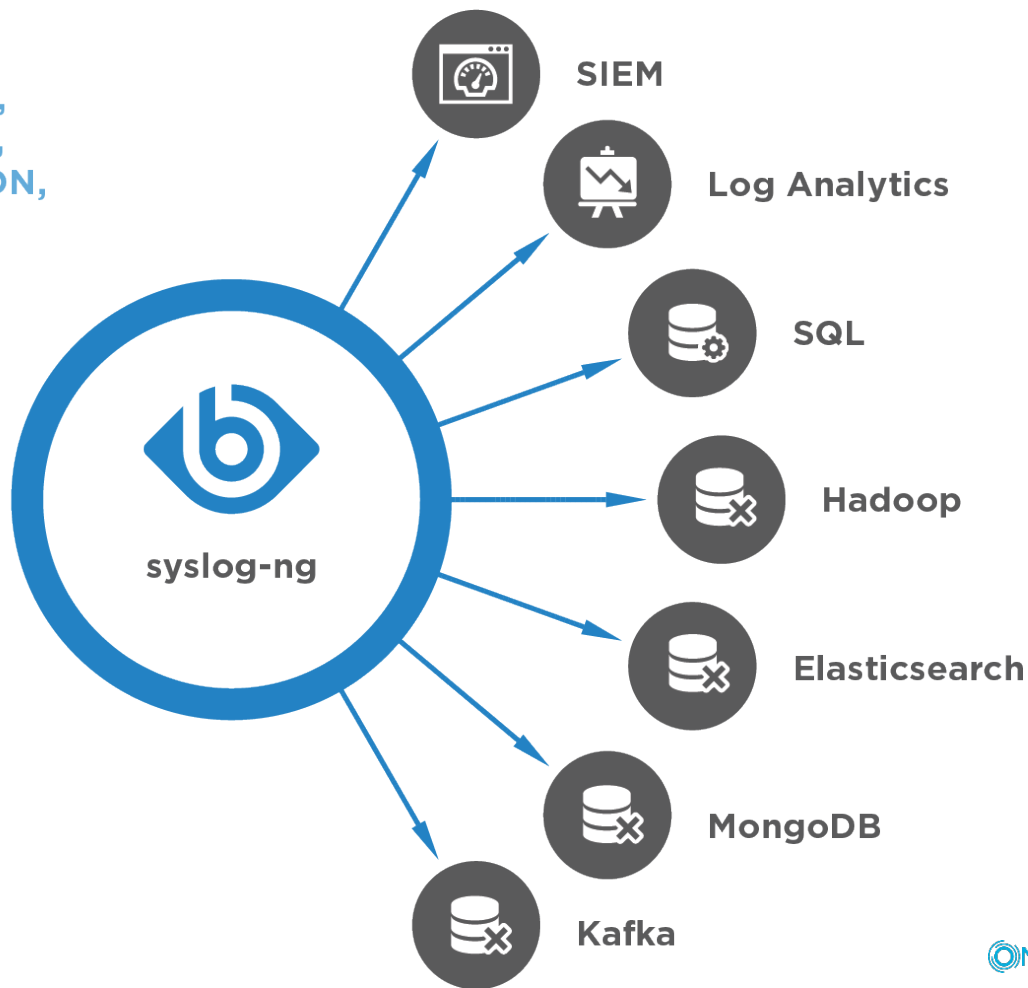 SIEM
Log Analytics
SQL
syslog-ng
Hadoop
Elasticsearch
MongoDB
Kafka